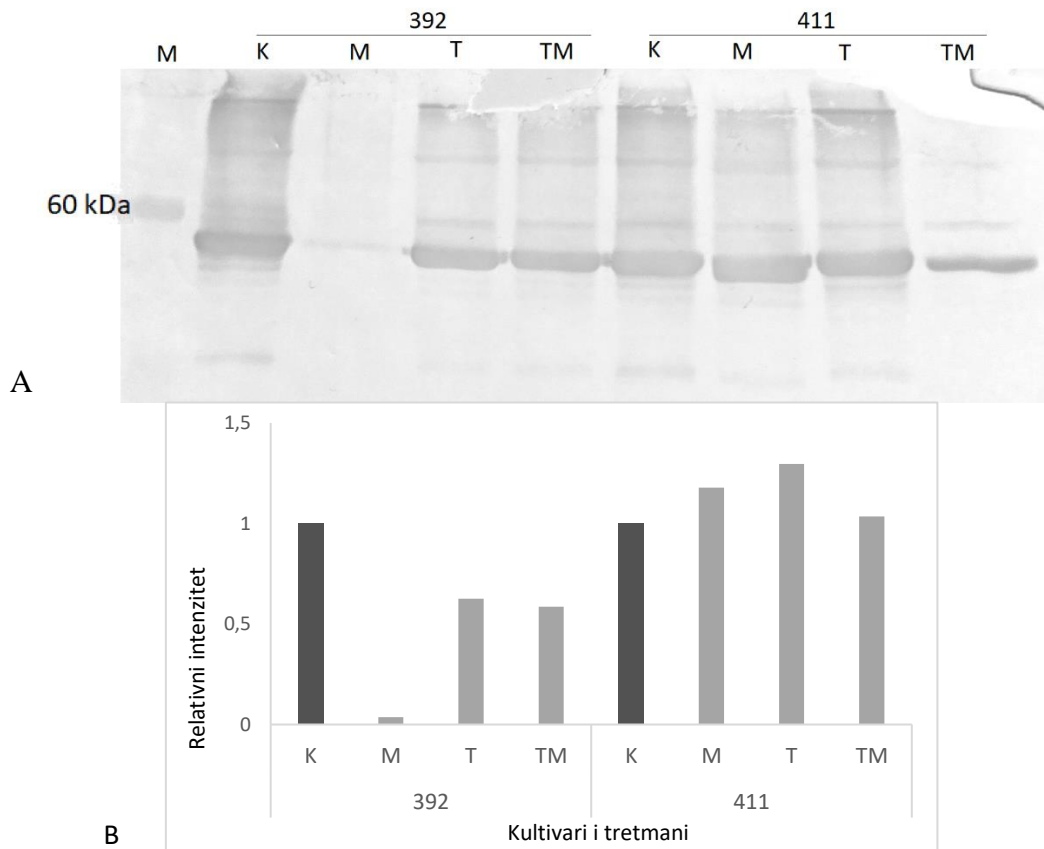 392 411
M K M T TM K M T TM
60 kDa
A
1,5
1
0,5
0
Relativni intenzitet
K M T TM K M T TM
392 411
Kultivari i tretmani
B